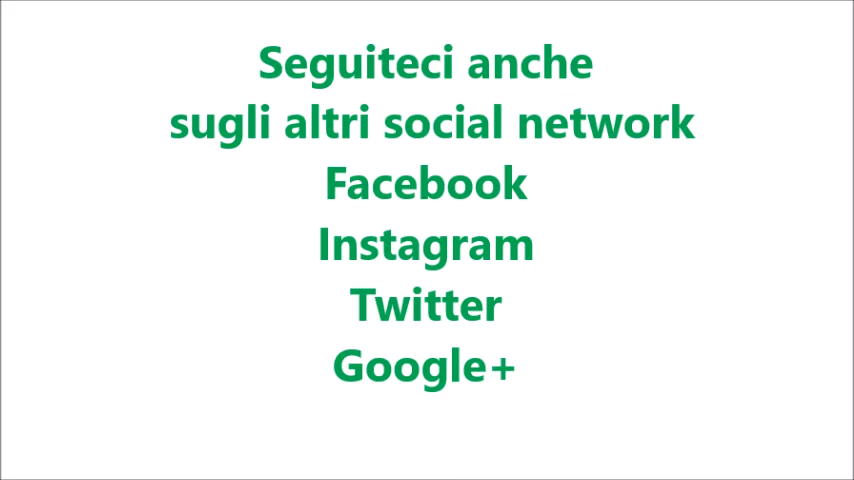 Seguiteci anche
sugli altri social network
Facebook
Instagram
Twitter
Google+